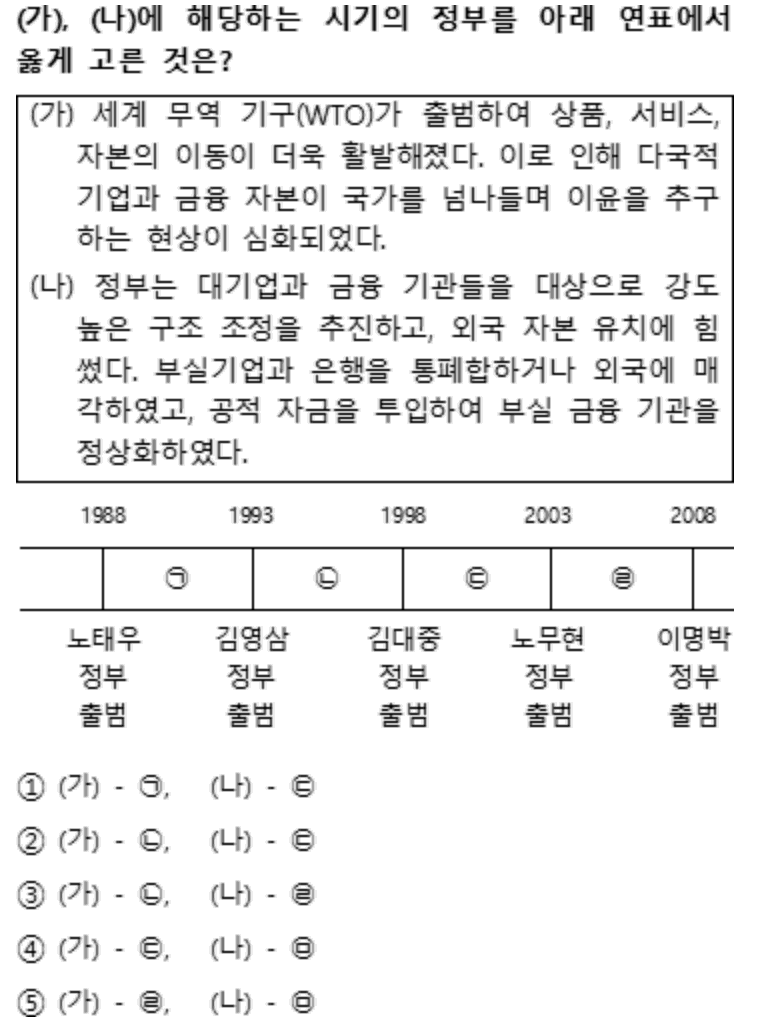 (가), (나)에 해당하는 시기의 정부를 아래 연표에서
옳게 고른 것은?
(가) 세계 무역 기구(WTO)가 출범하여 상품, 서비스,
자본의 이동이 더욱 활발해졌다. 이로 인해 다국적
기업과 금융 자본이 국가를 넘나들며 이윤을 추구
하는 현상이 심화되었다.
(나) 정부는 대기업과 금융 기관들을 대상으로 강도
높은 구조 조정을 추진하고, 외국 자본 유치에 힘
썼다. 부실기업과 은행을 통폐합하거나 외국에 매
각하였고, 공적 자금을 투입하여 부실 금융 기관을
정상화하였다.
1988 1993 1998 2003 2008
㉠ ㉡ ㉢ ㉣
노태우 김영삼 김대중 노무현 이명박
정부 정부 정부 정부 정부
출범 출범 출범 출범 출범
① (가) - ㉠, (나) - ㉢
② (가) - ㉡, (나) - ㉢
③ (가) - ㉡, (나) - ㉣
④ (가) - ㉢, (나) - ㉤
⑤ (가) - ㉣, (나) - ㉤